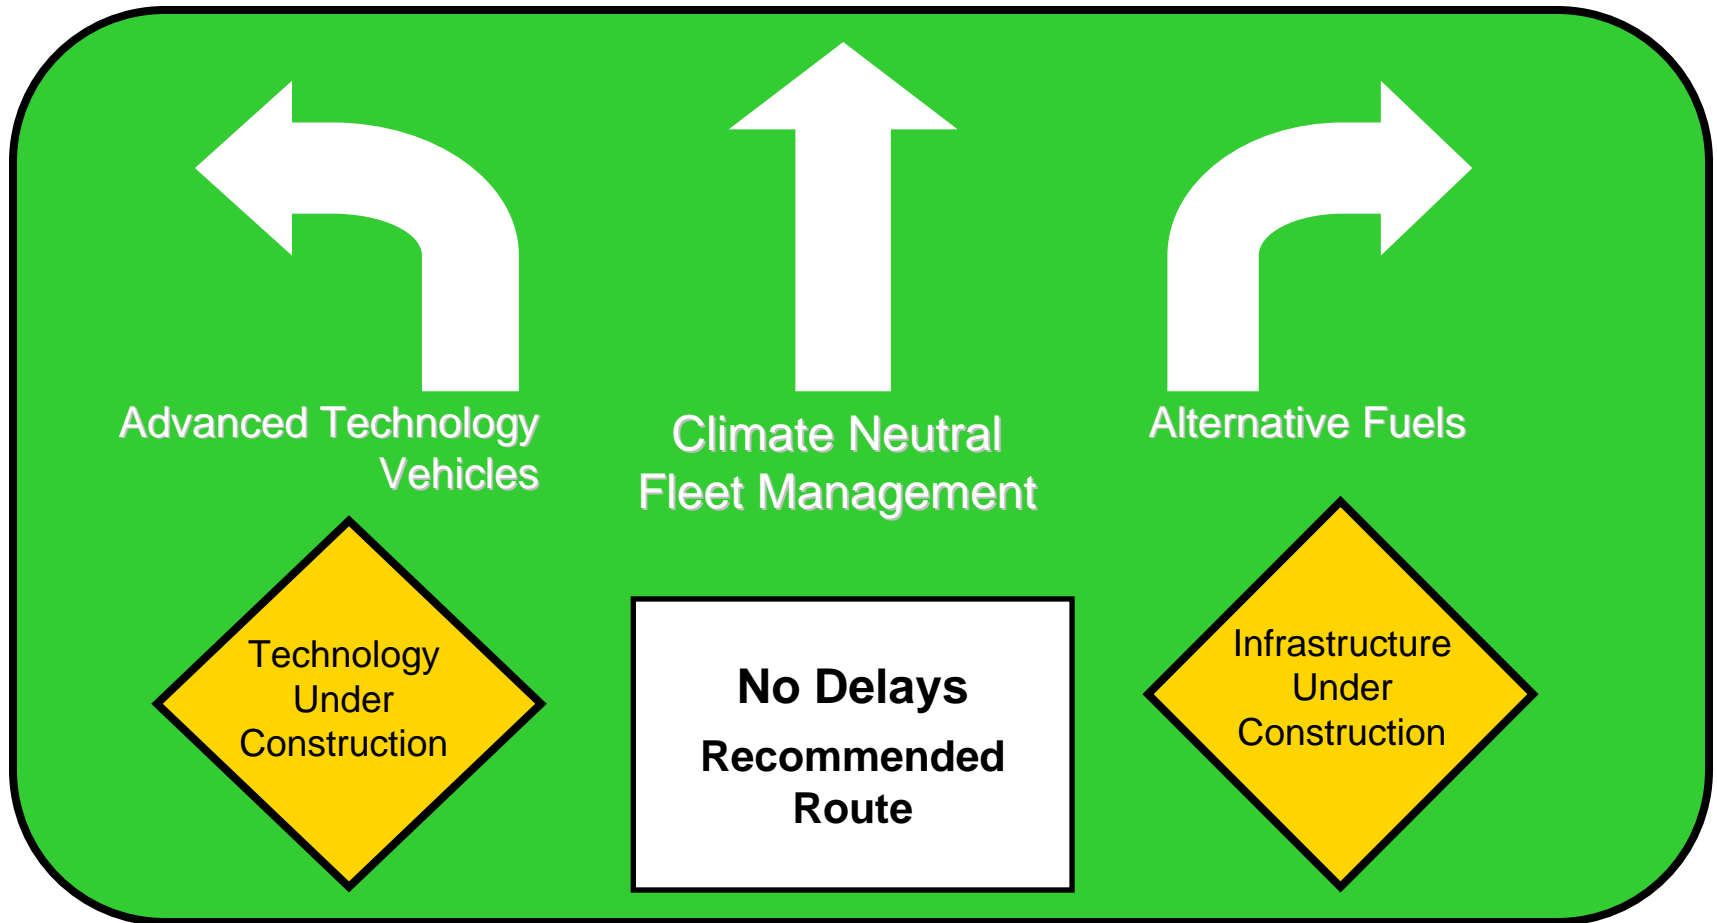 Advanced Technology
Vehicles
Climate Neutral
Fleet Management
Alternative Fuels
Technology
Under
Construction
No Delays
Recommended
Route
Infrastructure
Under
Construction